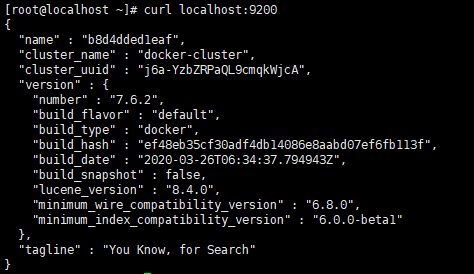 [root@localhost ~]# curl localhost:9200
{
  "name" : "b8d4dded1eaf",
  "cluster_name" : "docker-cluster",
  "cluster_uuid" : "j6a-YzbZRPaQL9cmqkWjcA",
  "version" : {
    "number" : "7.6.2",
    "build_flavor" : "default",
    "build_type" : "docker",
    "build_hash" : "ef48eb35cf30adf4db14086e8aabd07ef6fb113f",
    "build_date" : "2020-03-26T06:34:37.794943Z",
    "build_snapshot" : false,
    "lucene_version" : "8.4.0",
    "minimum_wire_compatibility_version" : "6.8.0",
    "minimum_index_compatibility_version" : "6.0.0-beta1"
  },
  "tagline" : "You Know, for Search"
}